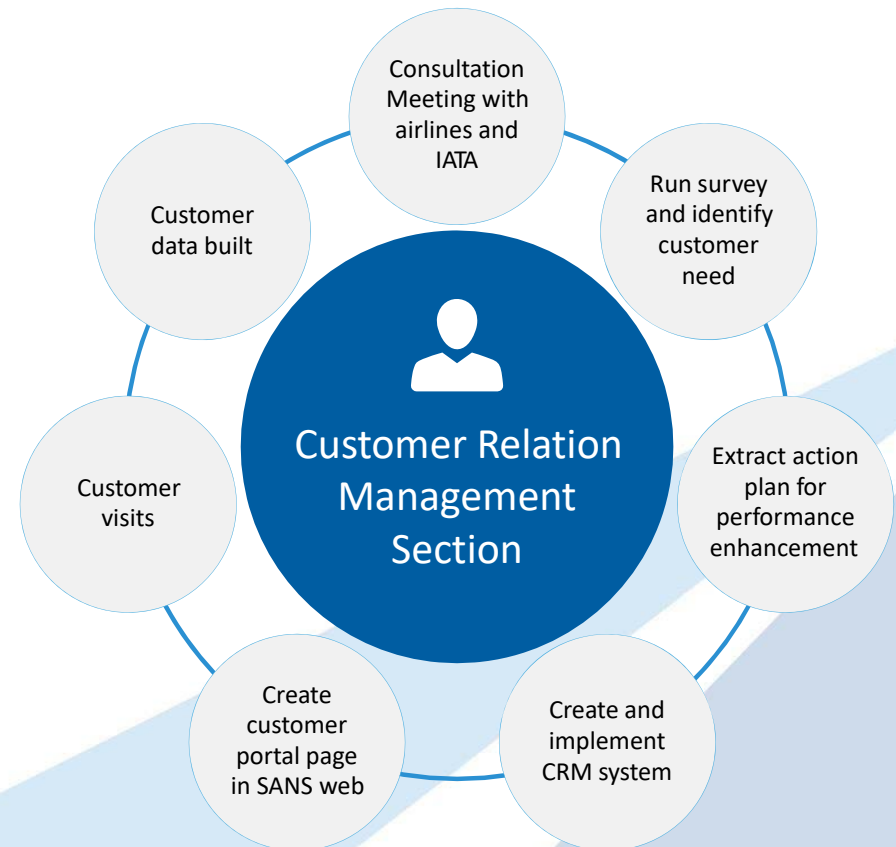 Consultation
Meeting with
airlines and
IATA
Run survey
and identify
customer
need
Extract action
plan for
performance
enhancement
Create and
implement
CRM system
Create
customer
portal page
in SANS web
Customer
visits
Customer
data built
Customer Relation
Management
Section